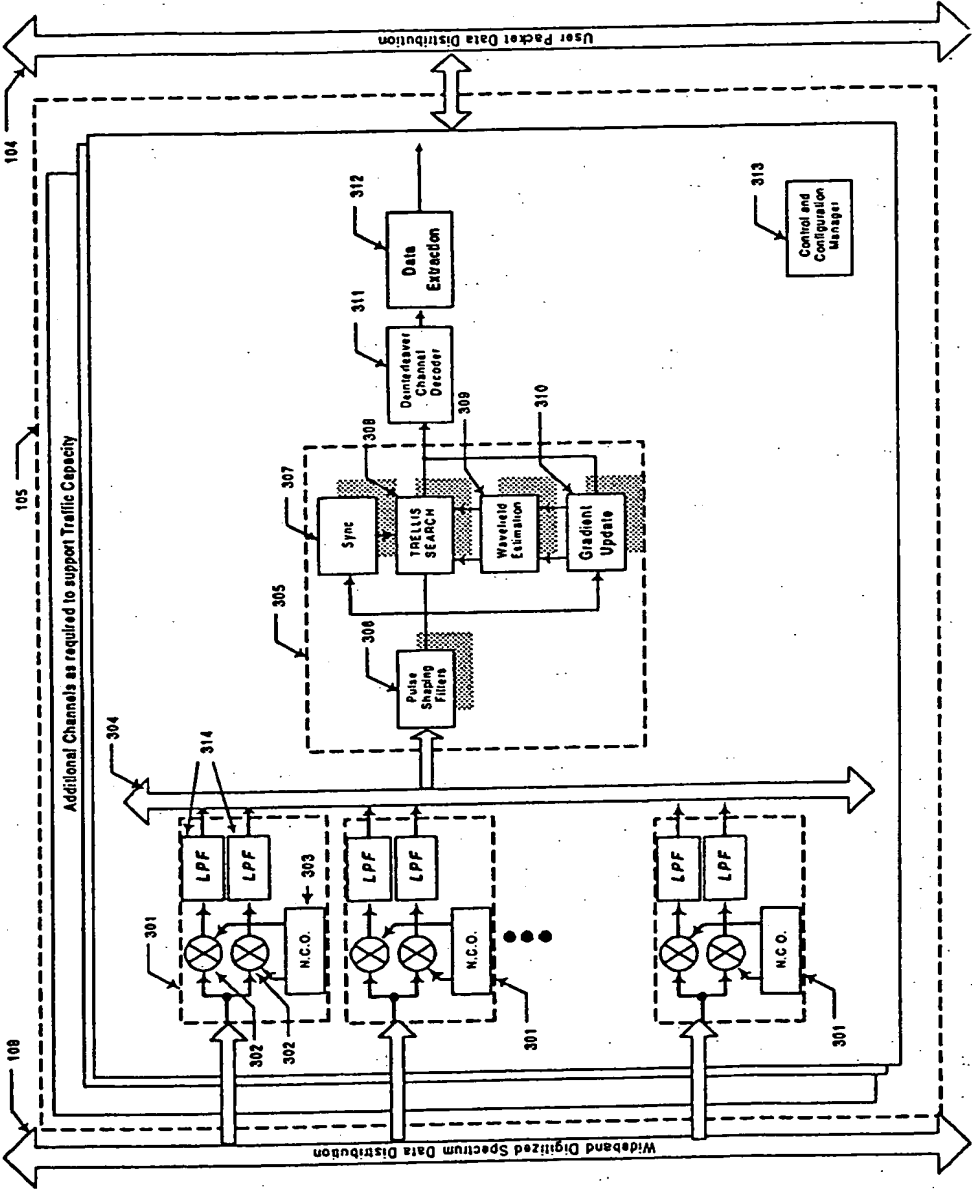 104
User Packet Data Distribution
105
Additional Channels as required to support Traffic Capacity
312
Data
Extraction
313
Control and
Configuration
Manager
311
Deinterleaver
Channel
Decoder
308
309
310
307
Sync
TRELLIS
SEARCH
Wavefield
Estimation
Gradient
Update
305
306
Pulse
Shaping
Filters
304
314
LPF
LPF
LPF
LPF
LPF
LPF
301
303
N.C.O.
N.C.O.
N.C.O.
302
302
301
301
Wideband Digitized Spectrum Data Distribution